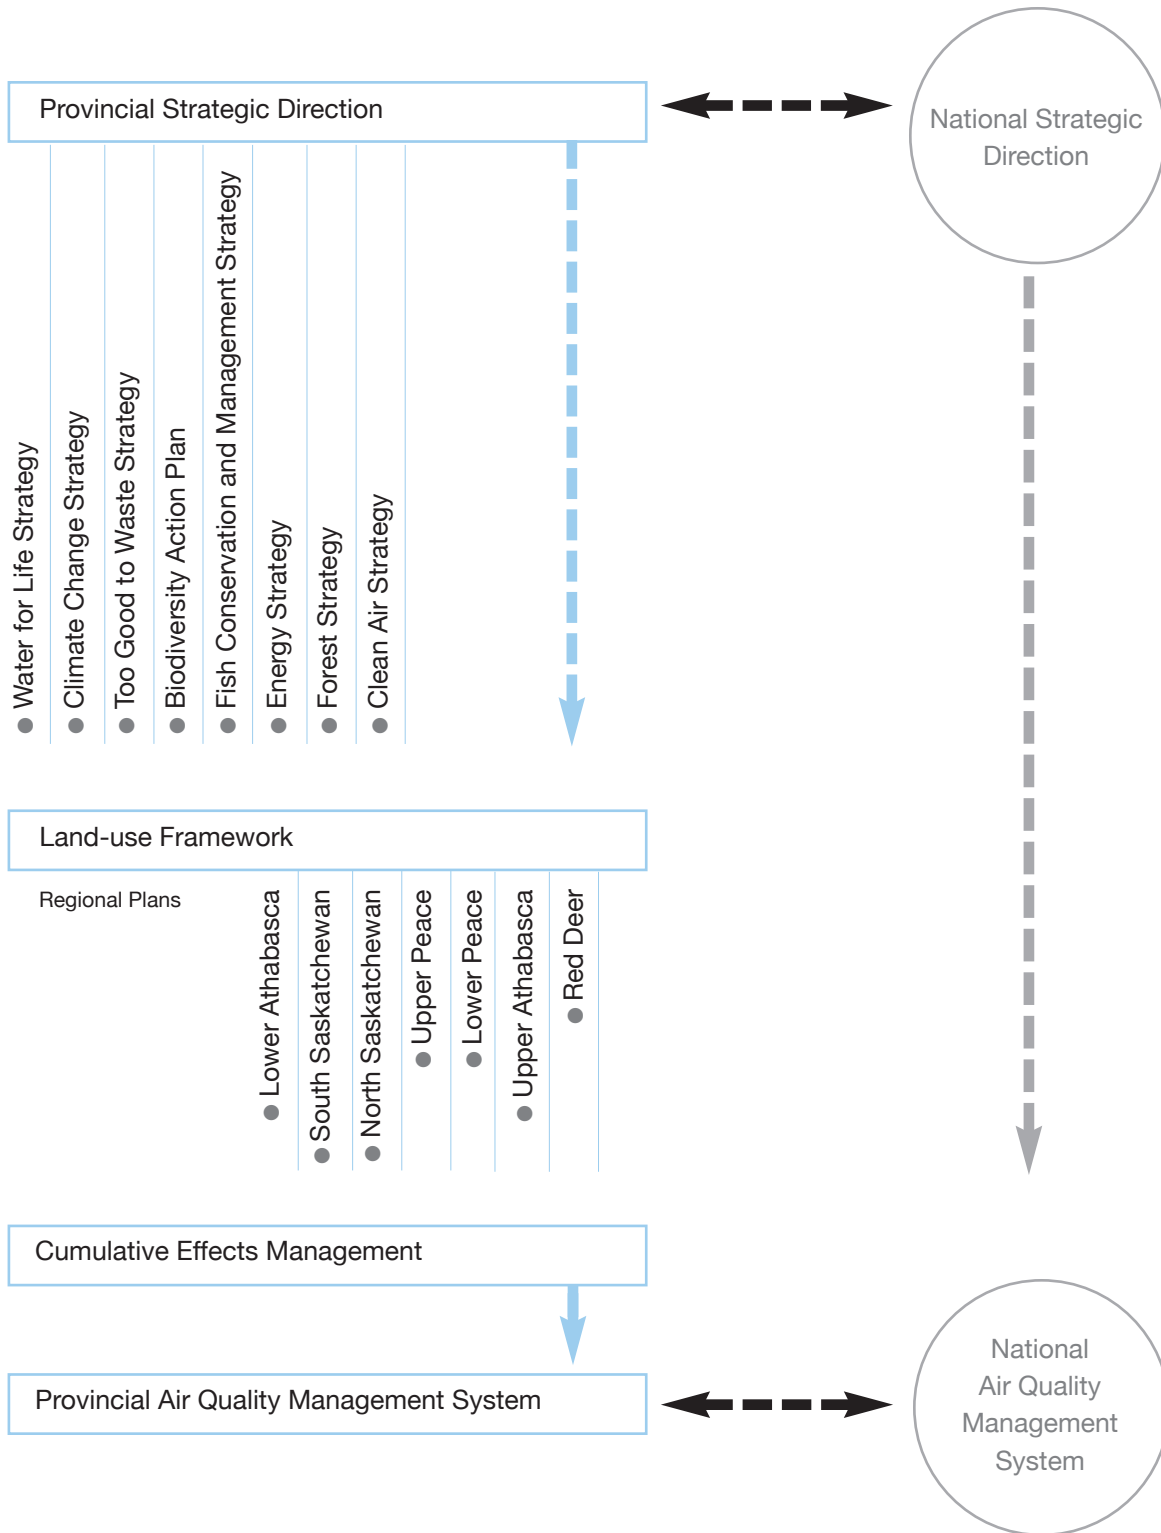 Provincial Strategic Direction
National Strategic
Direction
Water for Life Strategy
Climate Change Strategy
Too Good to Waste Strategy
Biodiversity Action Plan
Fish Conservation and Management Strategy
Energy Strategy
Forest Strategy
Clean Air Strategy
Land-use Framework
Regional Plans
Lower Athabasca
South Saskatchewan
North Saskatchewan
Upper Peace
Lower Peace
Upper Athabasca
Red Deer
Cumulative Effects Management
Provincial Air Quality Management System
National
Air Quality
Management
System